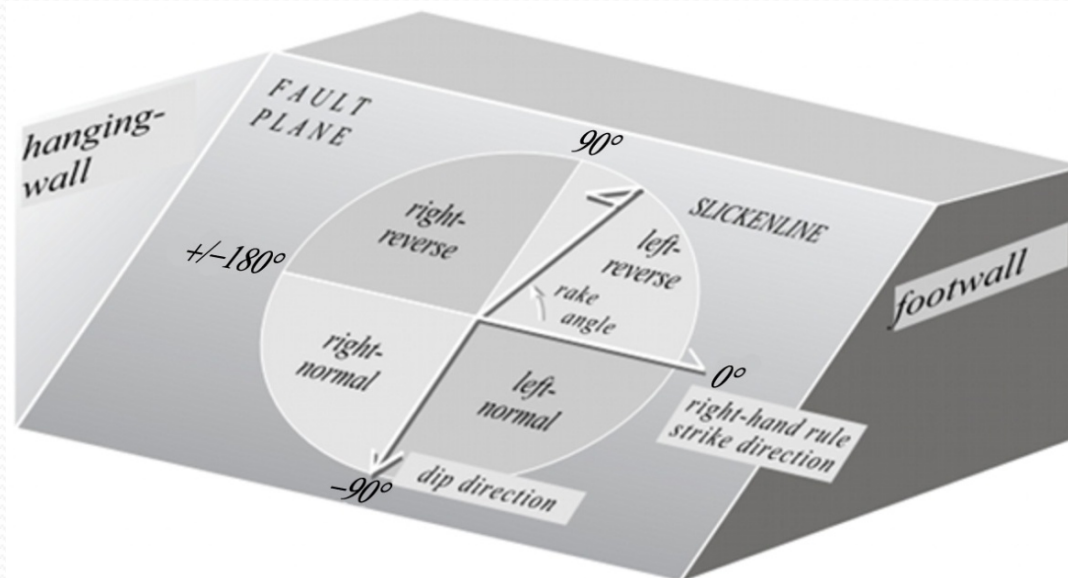 FAULT
PLANE
hanging-
wall
90°
SLICKENLINE
right-
reverse
left-
reverse
+/−180°
rake
angle
footwall
right-
normal
left-
normal
0°
right-hand rule
strike direction
−90°
dip direction